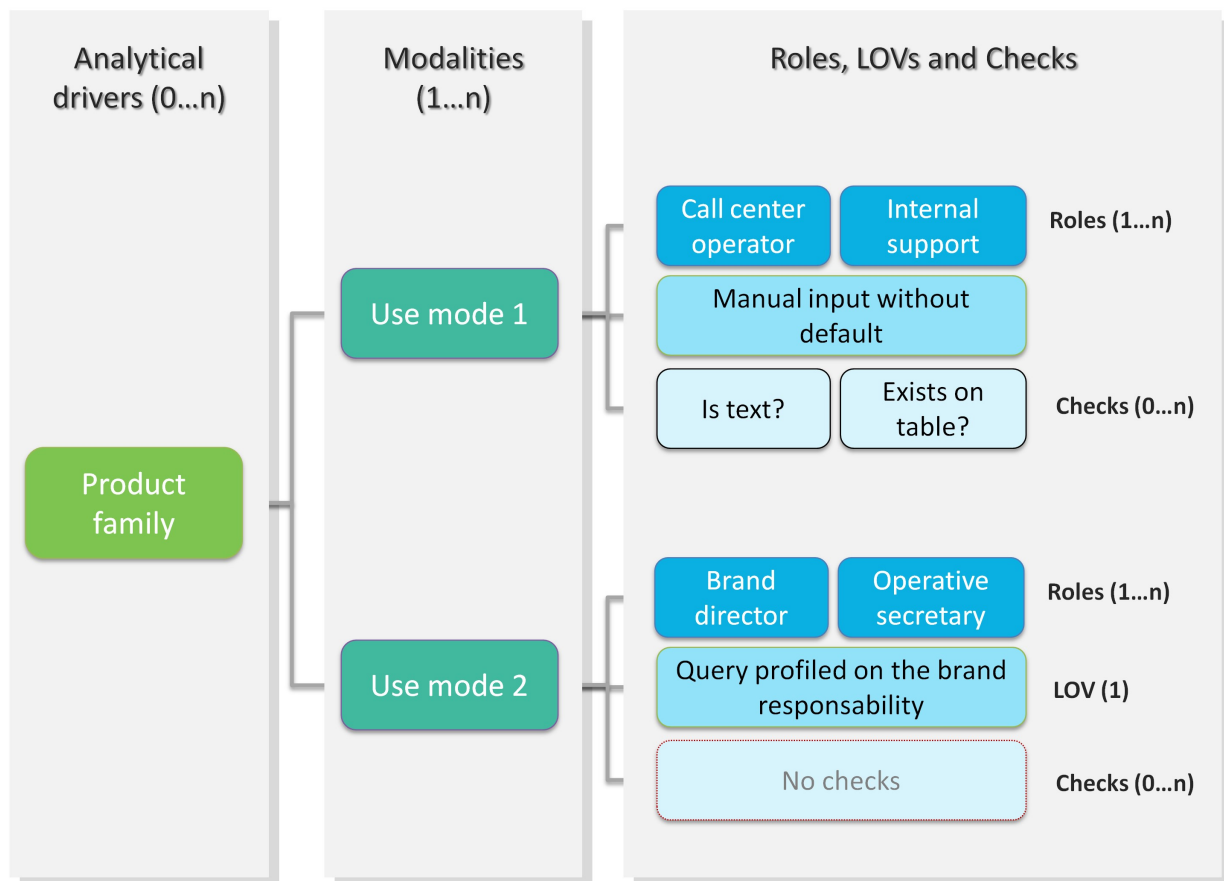 Analytical
drivers (0...n)
Modalities
(1...n)
Roles, LOVs and Checks
Call center
operator
Internal
support
Roles (1...n)
Use mode 1
Manual input without
default
Is text?
Exists on
table?
Checks (0...n)
Product
family
Brand
director
Operative
secretary
Roles (1...n)
Use mode 2
Query profiled on the brand
responsability
LOV (1)
No checks
Checks (0...n)